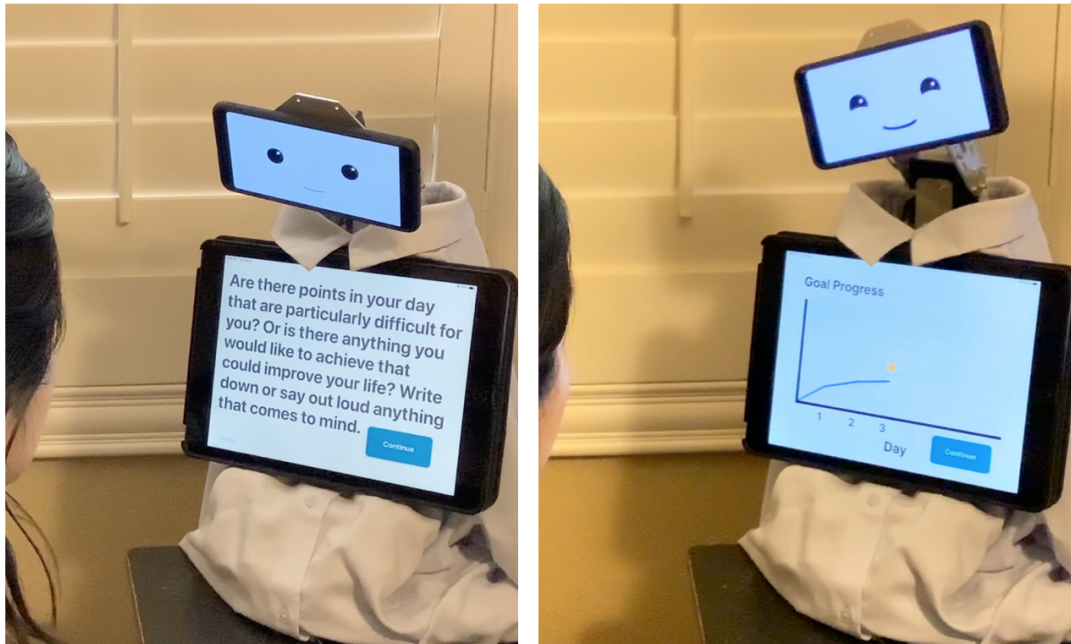 Are there points in your day
that are particularly difficult for
you? Or is there anything you
would like to achieve that
could improve your life? Write
down or say out loud anything
that comes to mind.
Continue
Goal Progress
1 2 3
Day
Continue